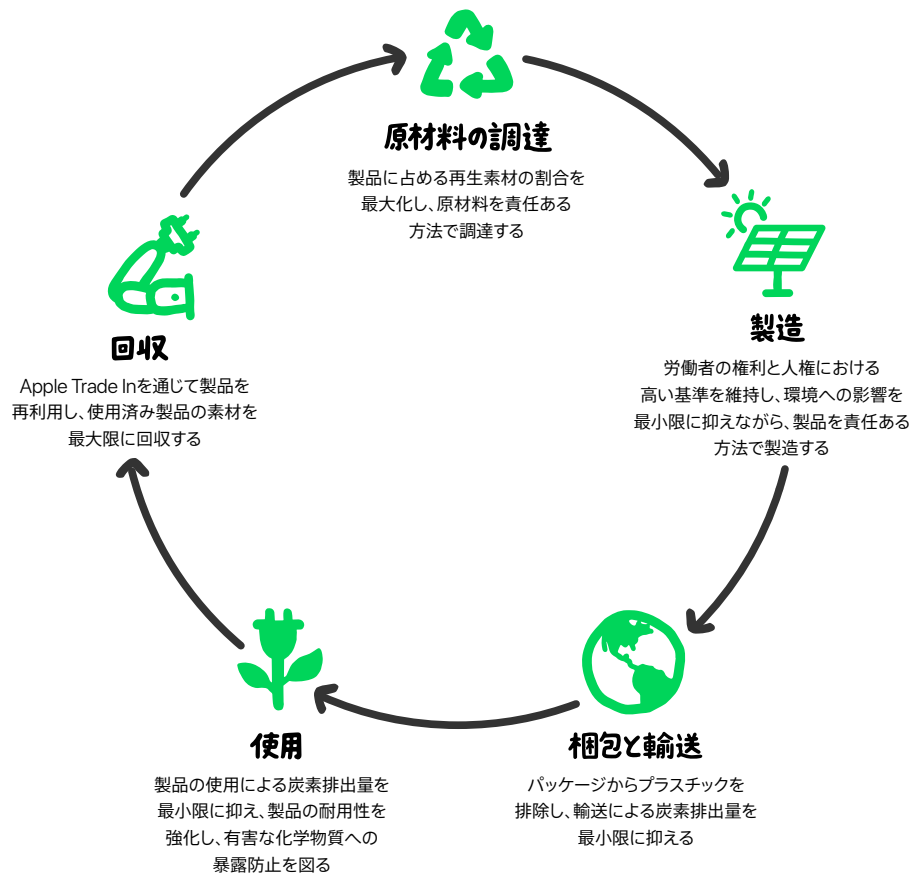 原材料の調達
製品に占める再生素材の割合を
最大化し、原材料を責任ある
方法で調達する
製造
労働者の権利と人権における
高い基準を維持し、環境への影響を
最小限に抑えながら、製品を責任ある
方法で製造する
梱包と輸送
パッケージからプラスチックを
排除し、輸送による炭素排出量を
最小限に抑える
使用
製品の使用による炭素排出量を
最小限に抑え、製品の耐用性を
強化し、有害な化学物質への
暴露防止を図る
回収
Apple Trade Inを通じて製品を
再利用し、使用済み製品の素材を
最大限に回収する